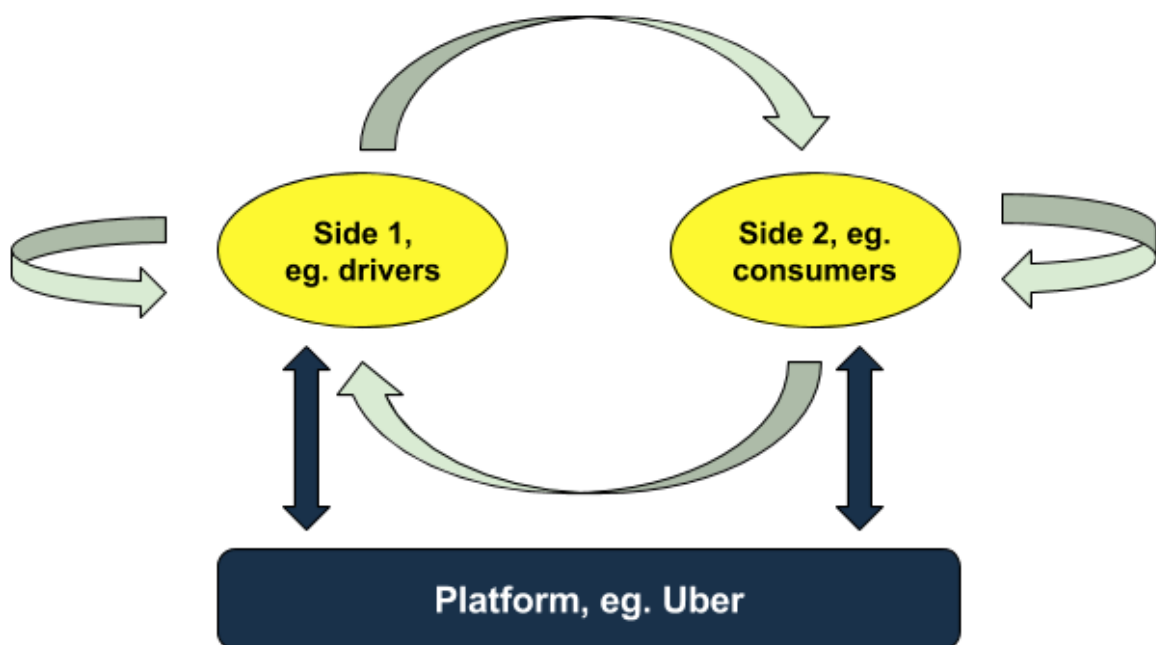 Side 1,
eg. drivers
Side 2, eg.
consumers
Platform, eg. Uber